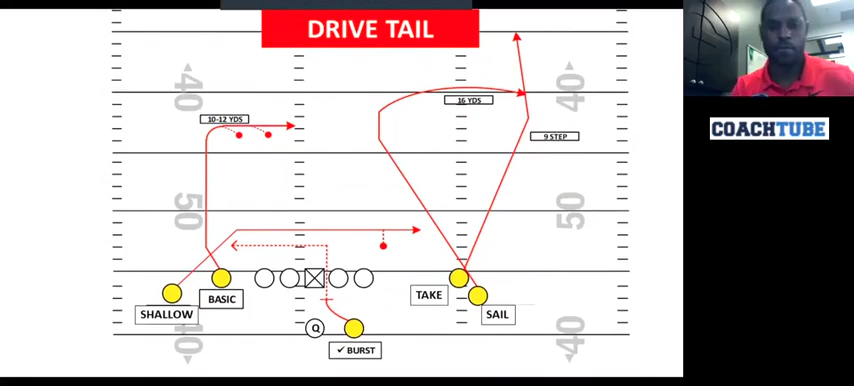 DRIVE TAIL
40
40
16 YDS
10-12 YDS
9 STEP
COACHTUBE
50
50
TAKE
BASIC
SHALLOW
SAIL
Q
✓ BURST
40
40